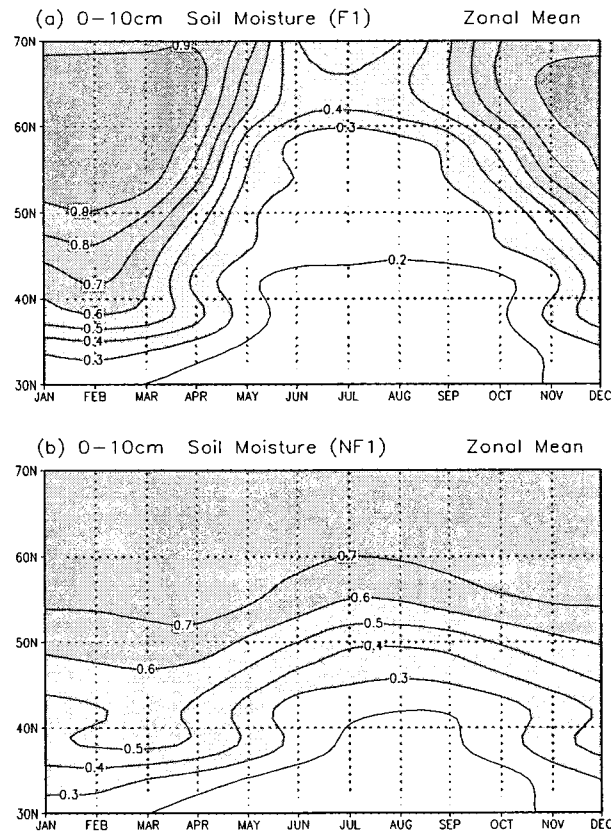 (a) 0-10cm Soil Moisture (F1) Zonal Mean
70N
0.9
60N
0.4
0.3
50N
0.9
0.8
0.2
0.7
40N
0.6
0.5
0.4
0.3
30N
JAN FEB MAR APR MAY JUN JUL AUG SEP OCT NOV DEC
(b) 0-10cm Soil Moisture (NF1) Zonal Mean
70N
60N
0.7
0.7
0.6
50N
0.5
0.6
0.4
0.3
40N
0.5
0.4
0.3
30N
JAN FEB MAR APR MAY JUN JUL AUG SEP OCT NOV DEC